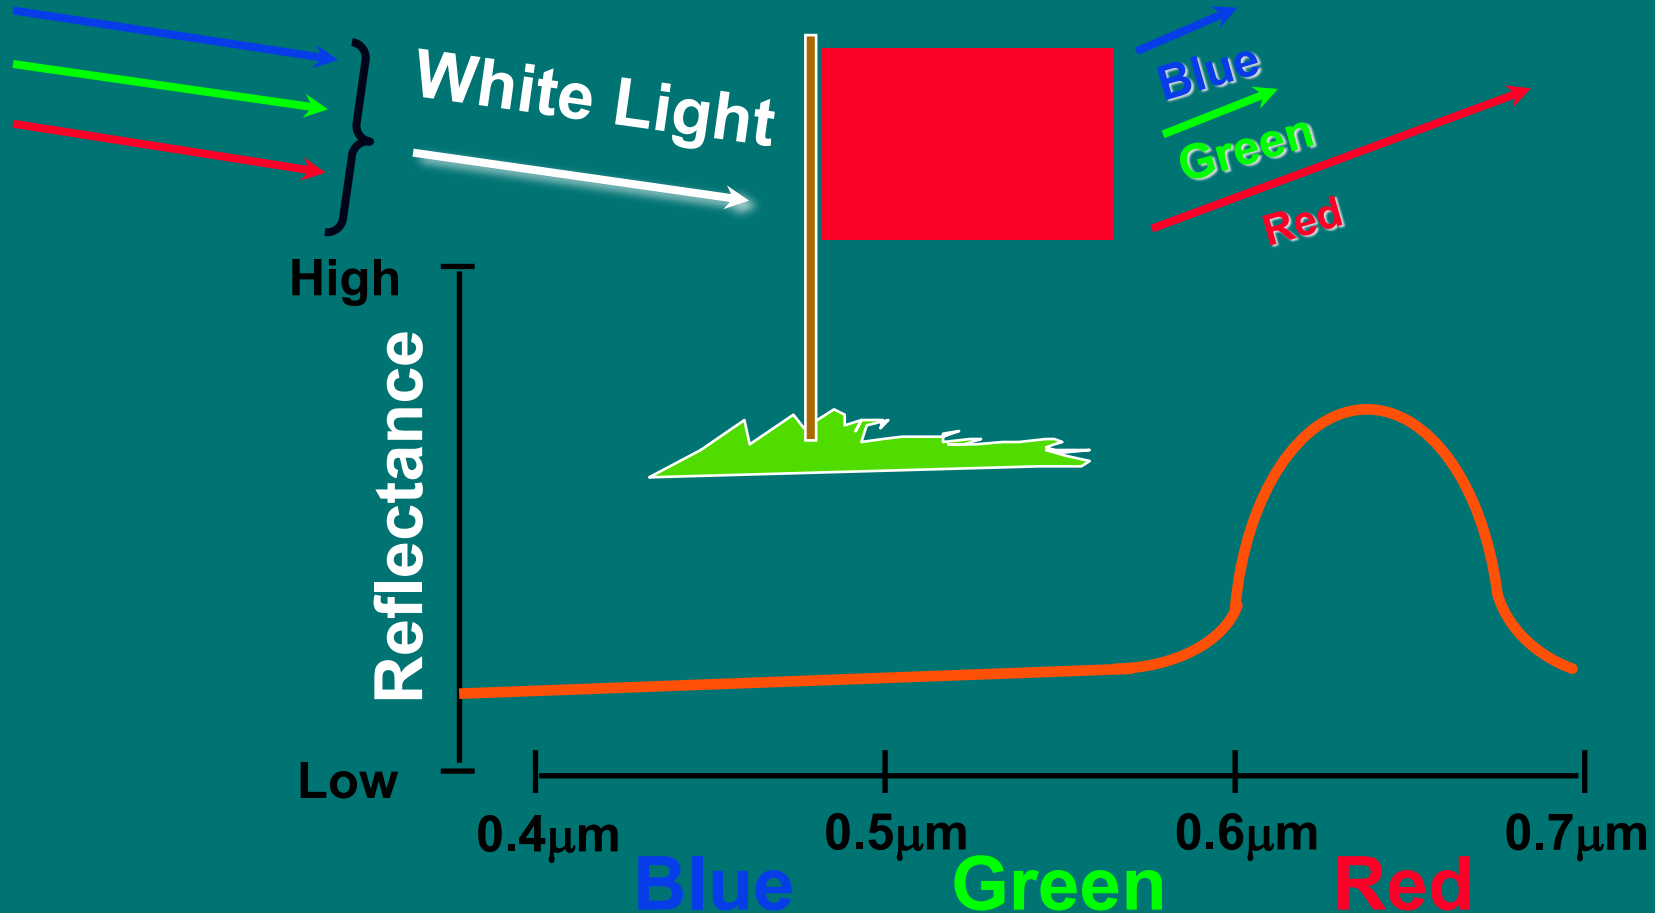 White Light
Blue
Green
Red
High
Reflectance
Low
0.4μm
0.5μm
0.6μm
0.7μm
Blue
Green
Red